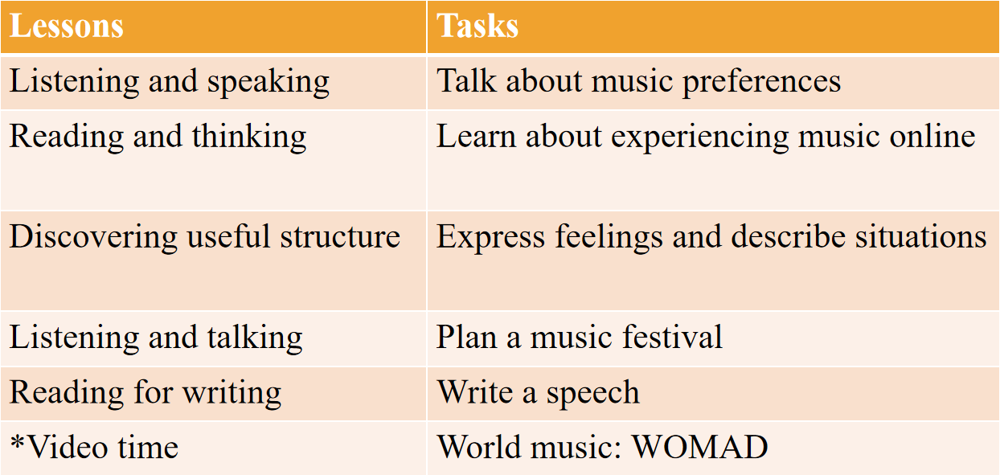 Lessons Tasks
Listening and speaking Talk about music preferences
Reading and thinking Learn about experiencing music online
Discovering useful structure Express feelings and describe situations
Listening and talking Plan a music festival
Reading for writing Write a speech
*Video time World music: WOMAD